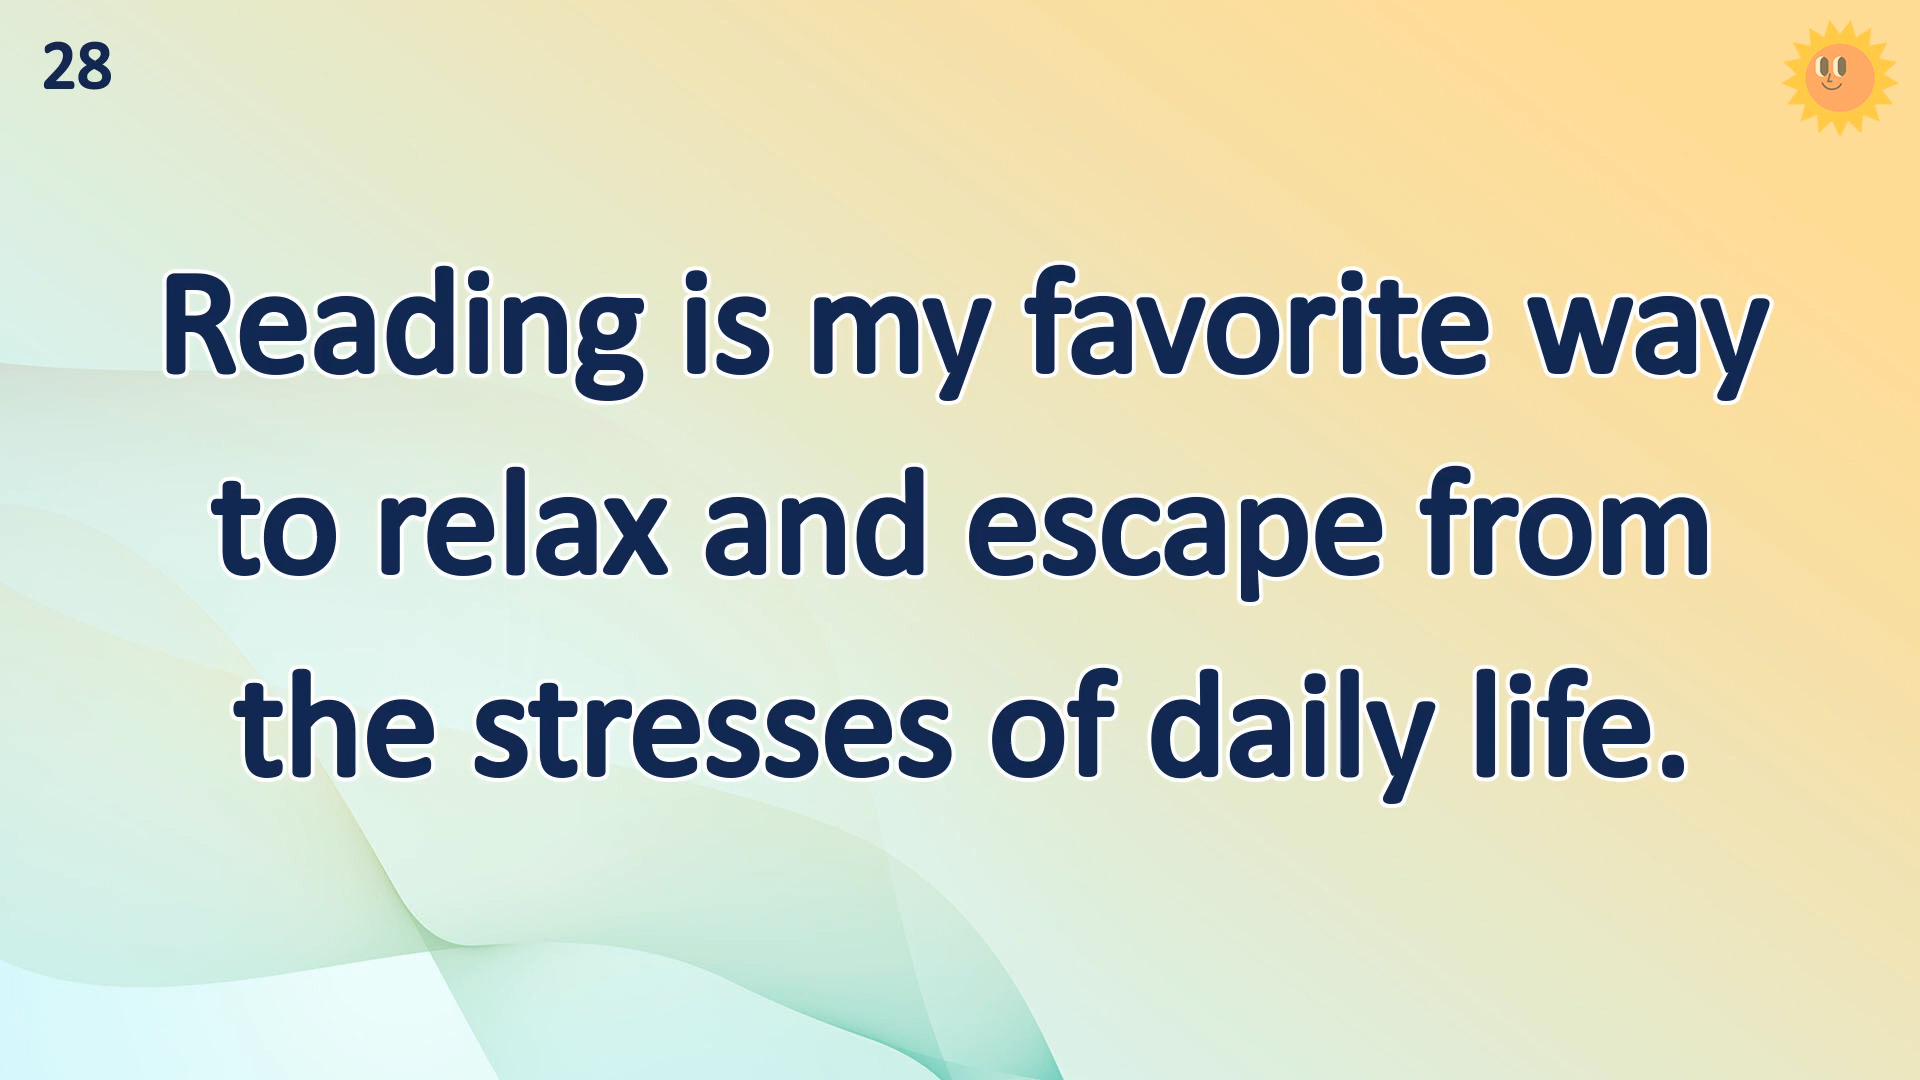 28
Reading is my favorite way
to relax and escape from
the stresses of daily life.